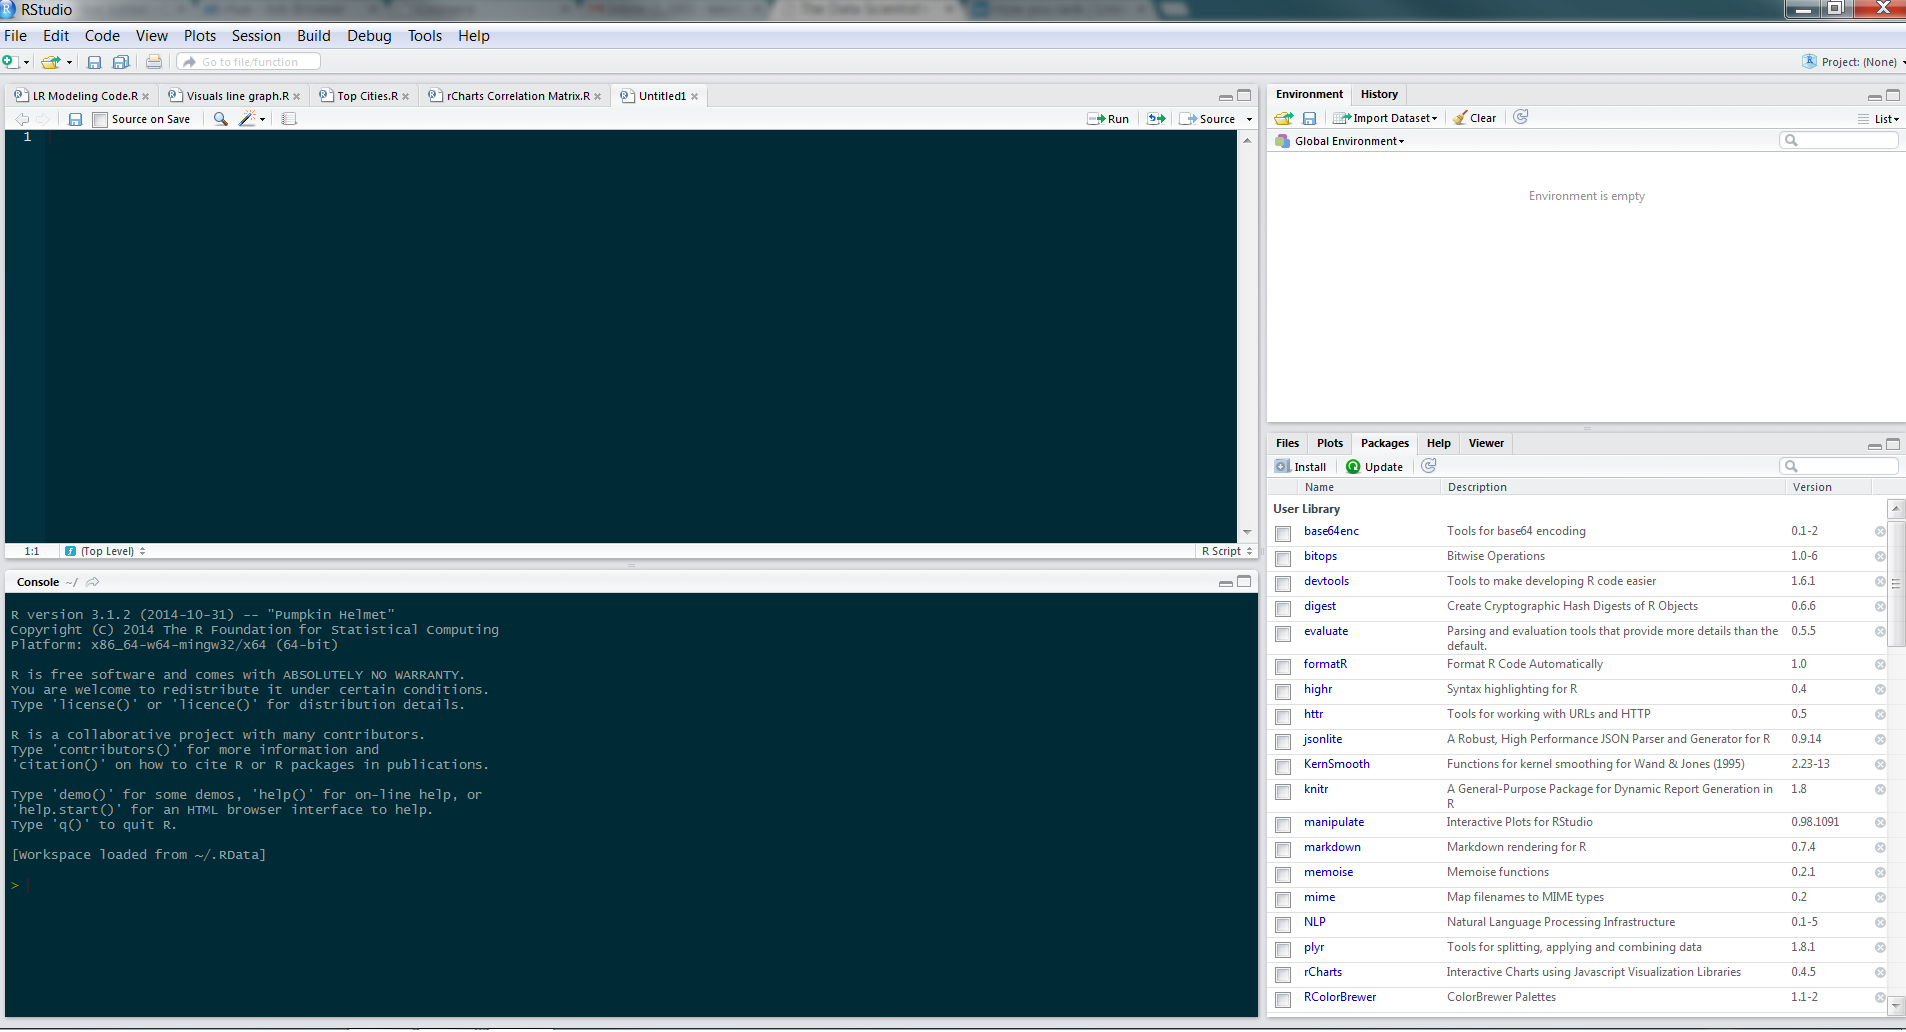 RStudio
File Edit Code View Plots Session Build Debug Tools Help
Go to file/function Project: (None)
LR Modeling Code.R Visuals line graph.R Top Cities.R rCharts Correlation Matrix.R Untitled1
Source on Save Run Source
1
1:1 (Top Level) R Script
Console ~/
R version 3.1.2 (2014-10-31) -- "Pumpkin Helmet"
Copyright (C) 2014 The R Foundation for Statistical Computing
Platform: x86_64-w64-mingw32/x64 (64-bit)
R is free software and comes with ABSOLUTELY NO WARRANTY.
You are welcome to redistribute it under certain conditions.
Type 'license()' or 'licence()' for distribution details.
R is a collaborative project with many contributors.
Type 'contributors()' for more information and
'citation()' on how to cite R or R packages in publications.
Type 'demo()' for some demos, 'help()' for on-line help, or
'help.start()' for an HTML browser interface to help.
Type 'q()' to quit R.
[Workspace loaded from ~/.RData]
>
Environment History
Import Dataset Clear List
Global Environment
Environment is empty
Files Plots Packages Help Viewer
Install Update
Name Description Version
User Library
base64enc Tools for base64 encoding 0.1-2
bitops Bitwise Operations 1.0-6
devtools Tools to make developing R code easier 1.6.1
digest Create Cryptographic Hash Digests of R Objects 0.6.6
evaluate Parsing and evaluation tools that provide more details than the 0.5.5
default.
formatR Format R Code Automatically 1.0
highr Syntax highlighting for R 0.4
httr Tools for working with URLs and HTTP 0.5
jsonlite A Robust, High Performance JSON Parser and Generator for R 0.9.14
KernSmooth Functions for kernel smoothing for Wand & Jones (1995) 2.23-13
knitr A General-Purpose Package for Dynamic Report Generation in 1.8
R
manipulate Interactive Plots for RStudio 0.98.1091
markdown Markdown rendering for R 0.7.4
memoise Memoise functions 0.2.1
mime Map filenames to MIME types 0.2
NLP Natural Language Processing Infrastructure 0.1-5
plyr Tools for splitting, applying and combining data 1.8.1
rCharts Interactive Charts using Javascript Visualization Libraries 0.4.5
RColorBrewer ColorBrewer Palettes 1.1-2